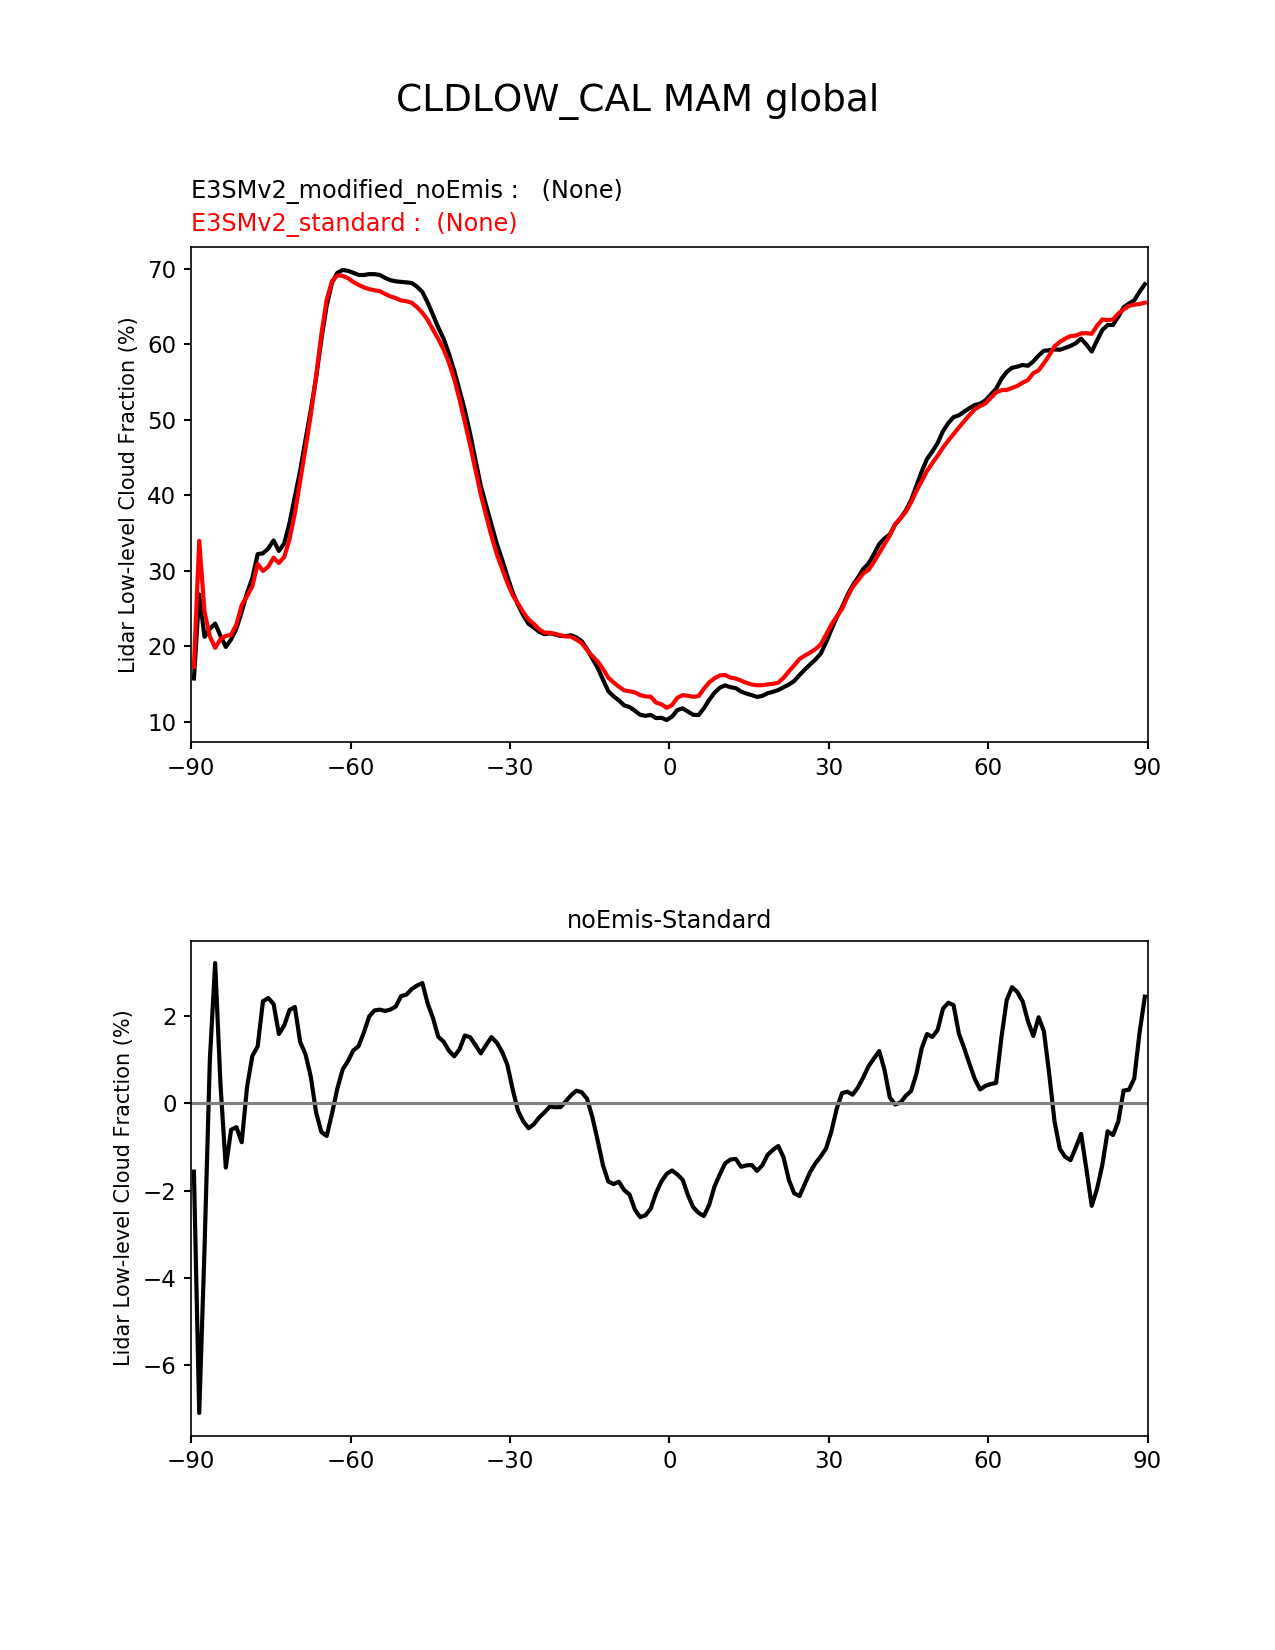 CLDLOW_CAL MAM global
E3SMv2_modified_noEmis :   (None)
E3SMv2_standard :  (None)
Lidar Low-level Cloud Fraction (%)
70
60
50
40
30
20
10
−90 −60 −30 0 30 60 90
noEmis-Standard
Lidar Low-level Cloud Fraction (%)
2
0
−2
−4
−6
−90 −60 −30 0 30 60 90